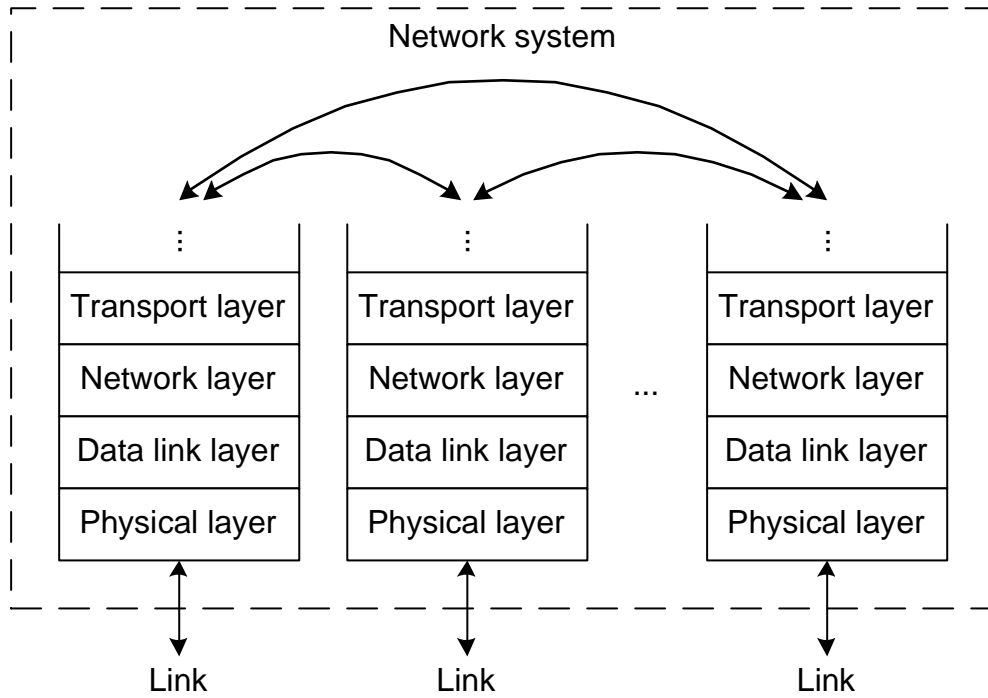 Network system
⋮ ⋮ ⋮
Transport layer Transport layer Transport layer
Network layer Network layer ... Network layer
Data link layer Data link layer Data link layer
Physical layer Physical layer Physical layer
Link Link Link